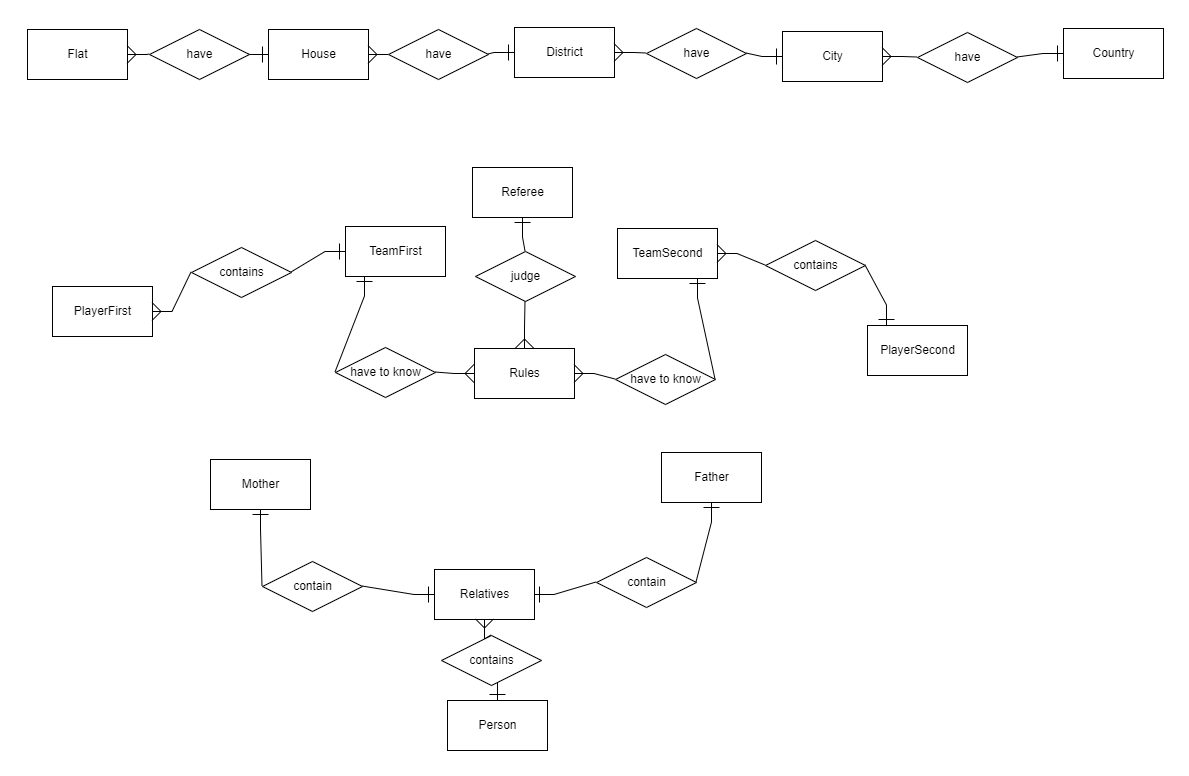 Flat
have
House
have
District
have
City
have
Country
Referee
TeamFirst
TeamSecond
contains
judge
contains
PlayerFirst
PlayerSecond
have to know
Rules
have to know
Mother
Father
contain
Relatives
contain
contains
Person